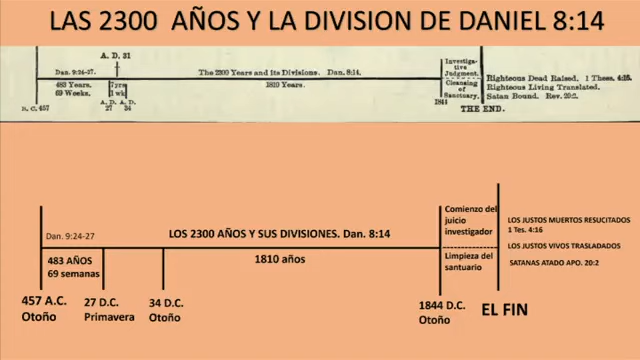 LAS 2300 AÑOS Y LA DIVISION DE DANIEL 8:14
A. D. 31
Dan. 9:24-27.
The 2300 Years and its Divisions. Dan. 8:14.
483 Years.
69 Weeks.
7yrs
1 wk
1810 Years.
B. C. 457
A. D. A. D.
27 34
Investiga-
tive
Judgment.
Cleansing
of
Sanctuary.
1844
Righteous Dead Raised. 1 Thess. 4:16.
Righteous Living Translated.
Satan Bound. Rev. 20:2.
THE END.
Dan. 9:24-27
LOS 2300 AÑOS Y SUS DIVISIONES. Dan. 8:14
483 AÑOS
69 semanas
1810 años
457 A.C.
Otoño
27 D.C.
Primavera
34 D.C.
Otoño
Comienzo del
juicio
investigador
Limpieza del
santuario
1844 D.C.
Otoño
LOS JUSTOS MUERTOS RESUCITADOS
1 Tes. 4:16
LOS JUSTOS VIVOS TRASLADADOS
SATANAS ATADO APO. 20:2
EL FIN